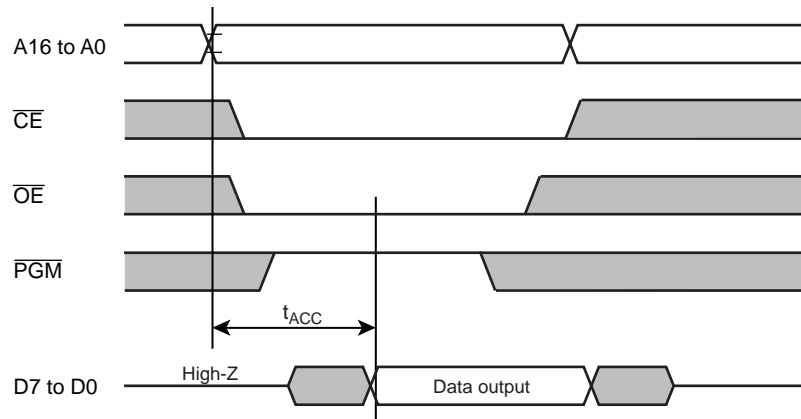 A16 to A0
CE
OE
PGM
tACC
D7 to D0 High-Z Data output